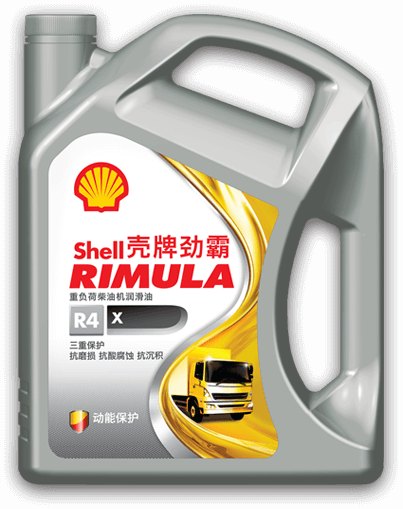 Shell壳牌劲霸
RIMULA
重负荷柴油机润滑油
R4 X
三重保护
抗磨损 抗酸腐蚀 抗沉积
动能保护